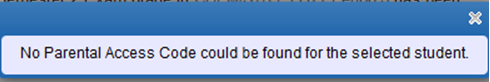 No Parental Access Code could be found for the selected student.